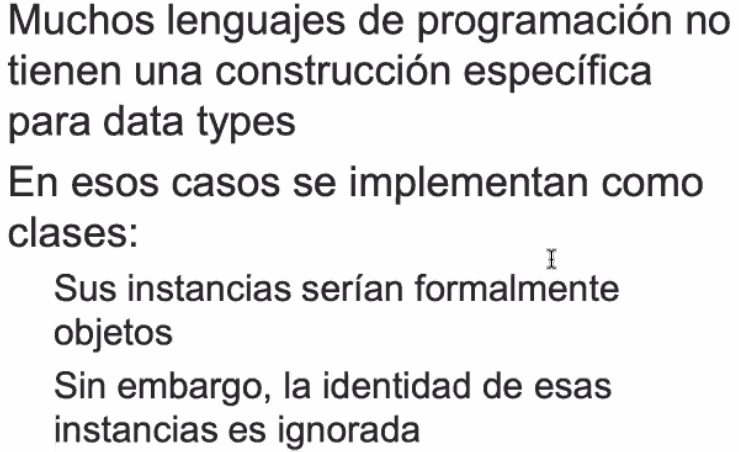 Muchos lenguajes de programación no
tienen una construcción específica
para data types
En esos casos se implementan como
clases:
Sus instancias serían formalmente
objetos
Sin embargo, la identidad de esas
instancias es ignorada